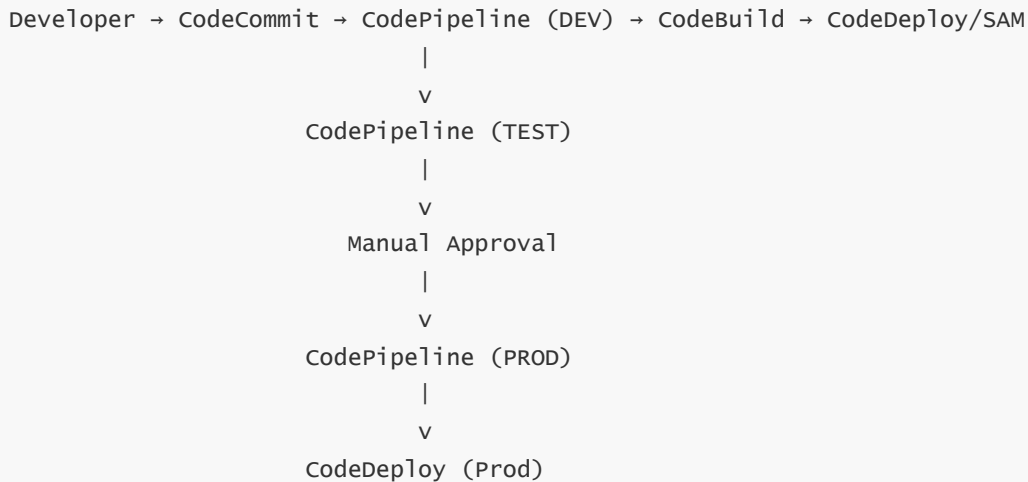 Developer → CodeCommit → CodePipeline (DEV) → CodeBuild → CodeDeploy/SAM
|
v
CodePipeline (TEST)
|
v
Manual Approval
|
v
CodePipeline (PROD)
|
v
CodeDeploy (Prod)